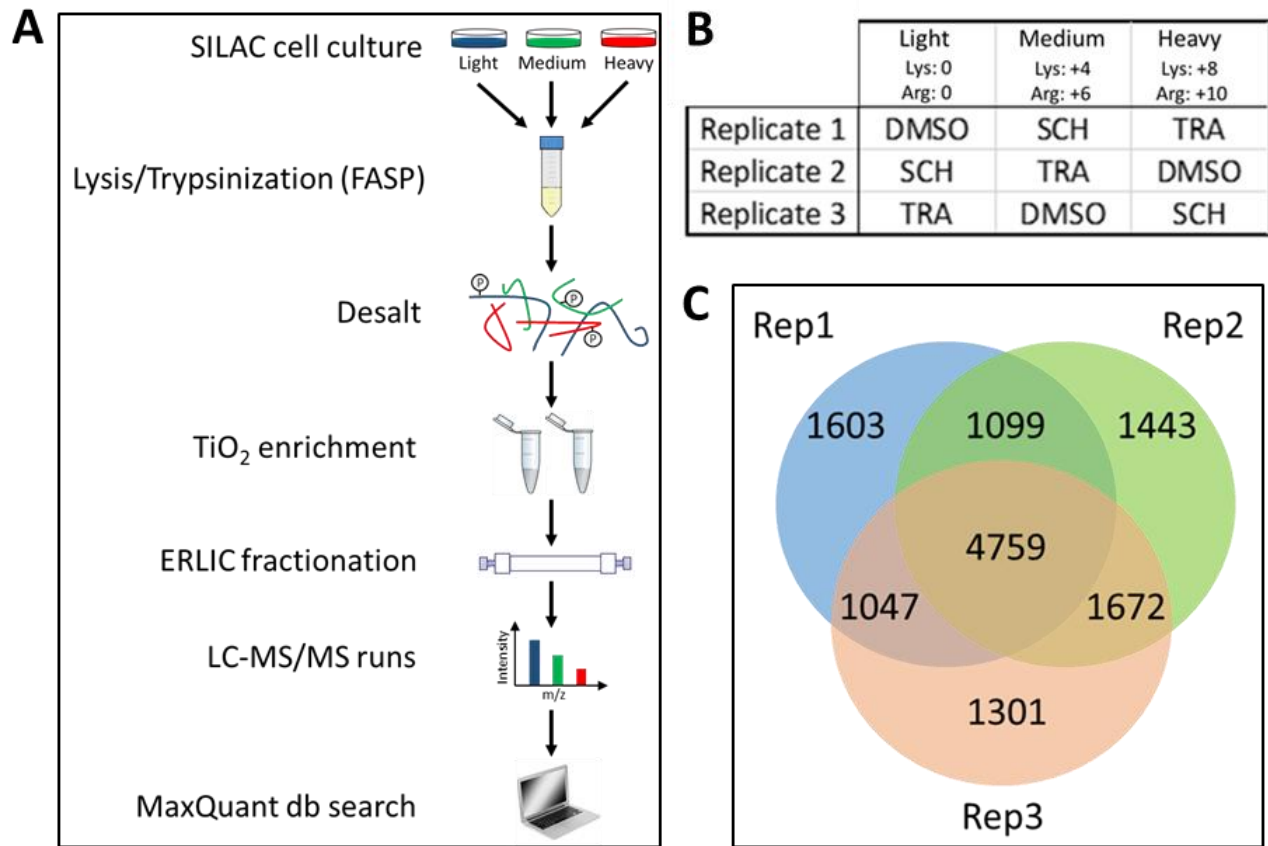 A
SILAC cell culture
Light Medium Heavy
Lysis/Trypsinization (FASP)
P
P
P
Desalt
TiO₂ enrichment
ERLIC fractionation
LC-MS/MS runs
Intensity
m/z
MaxQuant db search
B
Light Medium Heavy
Lys: 0 Lys: +4 Lys: +8
Arg: 0 Arg: +6 Arg: +10
Replicate 1 DMSO SCH TRA
Replicate 2 SCH TRA DMSO
Replicate 3 TRA DMSO SCH
C
Rep1 Rep2
1603 1099 1443
4759
1047 1672
1301
Rep3